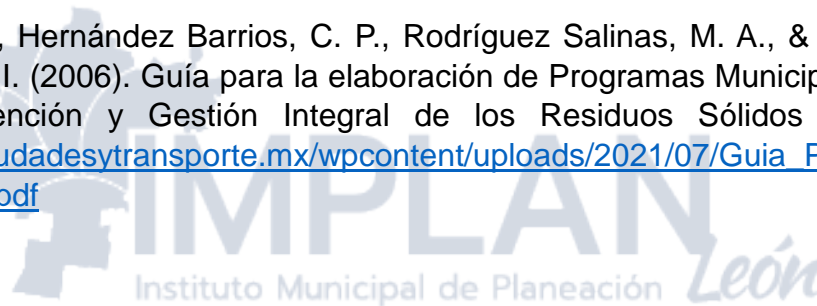 , Hernández Barrios, C. P., Rodríguez Salinas, M. A., &
I. (2006). Guía para la elaboración de Programas Municip
ención y Gestión Integral de los Residuos Sólidos
udadesytransporte.mx/wpcontent/uploads/2021/07/Guia_P
odf
IMPLAN
Instituto Municipal de Planeación León